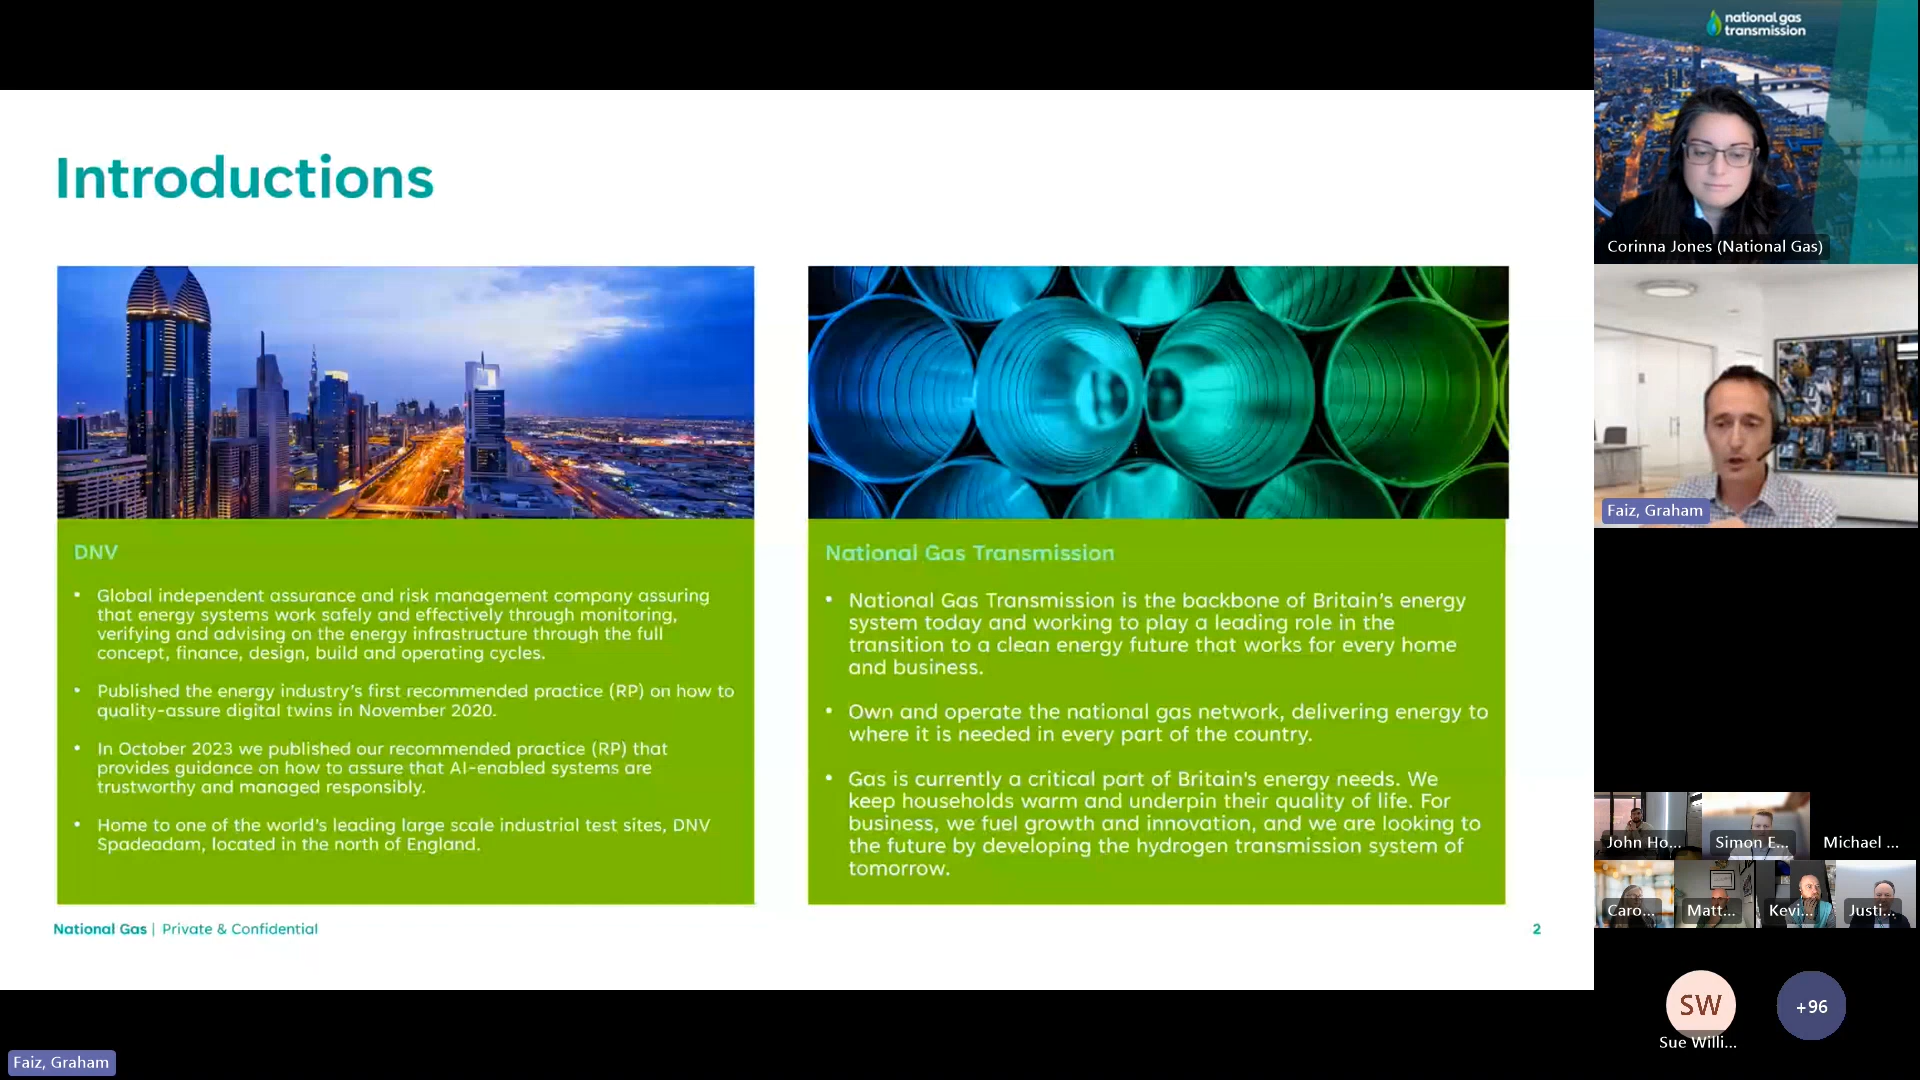 Introductions
DNV
• Global independent assurance and risk management company assuring
that energy systems work safely and effectively through monitoring,
verifying and advising on the energy infrastructure through the full
concept, finance, design, build and operating cycles.
• Published the energy industry's first recommended practice (RP) on how to
quality-assure digital twins in November 2020.
• In October 2023 we published our recommended practice (RP) that
provides guidance on how to assure that AI-enabled systems are
trustworthy and managed responsibly.
• Home to one of the world's leading large scale industrial test sites, DNV
Spadeadam, located in the north of England.
National Gas Transmission
• National Gas Transmission is the backbone of Britain's energy
system today and working to play a leading role in the
transition to a clean energy future that works for every home
and business.
• Own and operate the national gas network, delivering energy to
where it is needed in every part of the country.
• Gas is currently a critical part of Britain's energy needs. We
keep households warm and underpin their quality of life. For
business, we fuel growth and innovation, and we are looking to
the future by developing the hydrogen transmission system of
tomorrow.
National Gas | Private & Confidential
2
Faiz, Graham
national gas
transmission
Corinna Jones (National Gas)
Faiz, Graham
John Ho...
Simon E...
Michael ...
Caro...
Matt...
Kevi...
Justi...
SW
+96
Sue Willi...